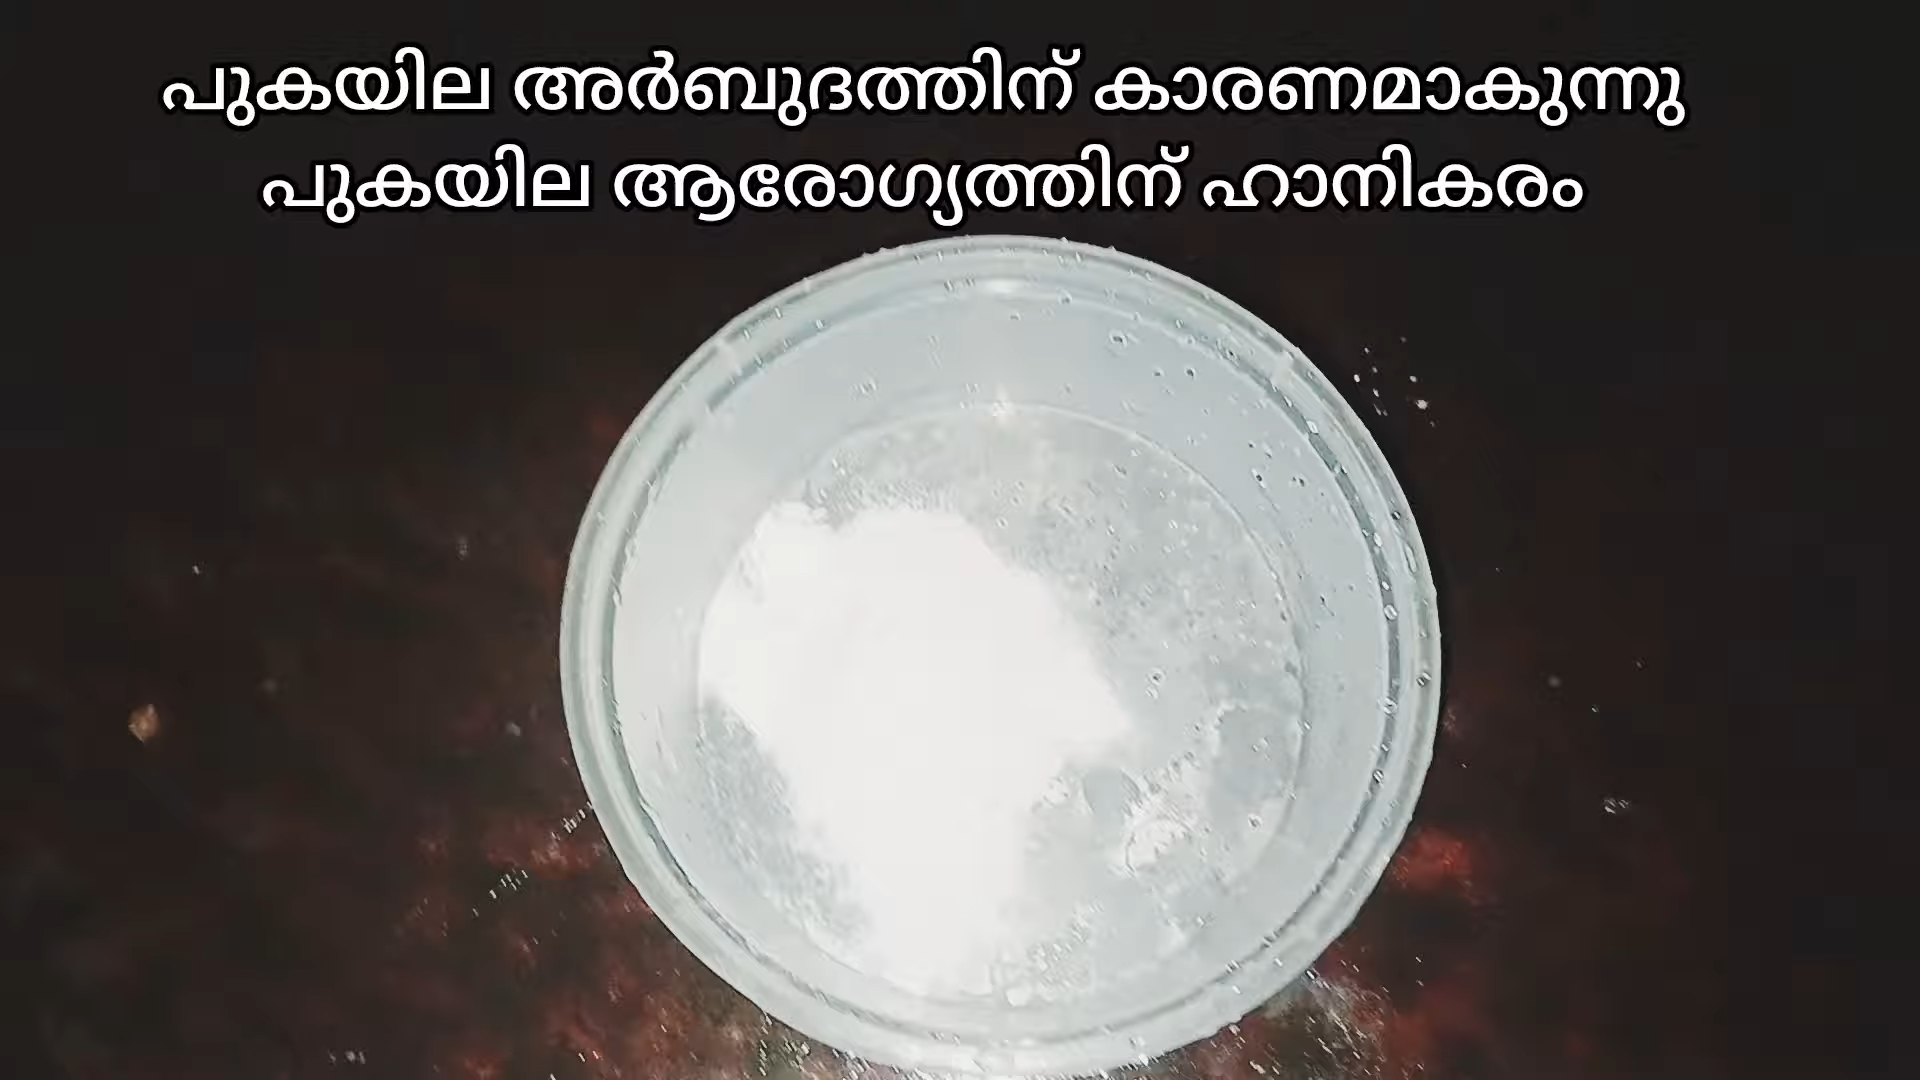 പുകയില അർബുദത്തിന് കാരണമാകുന്നു
പുകയില ആരോഗ്യത്തിന് ഹാനികരം